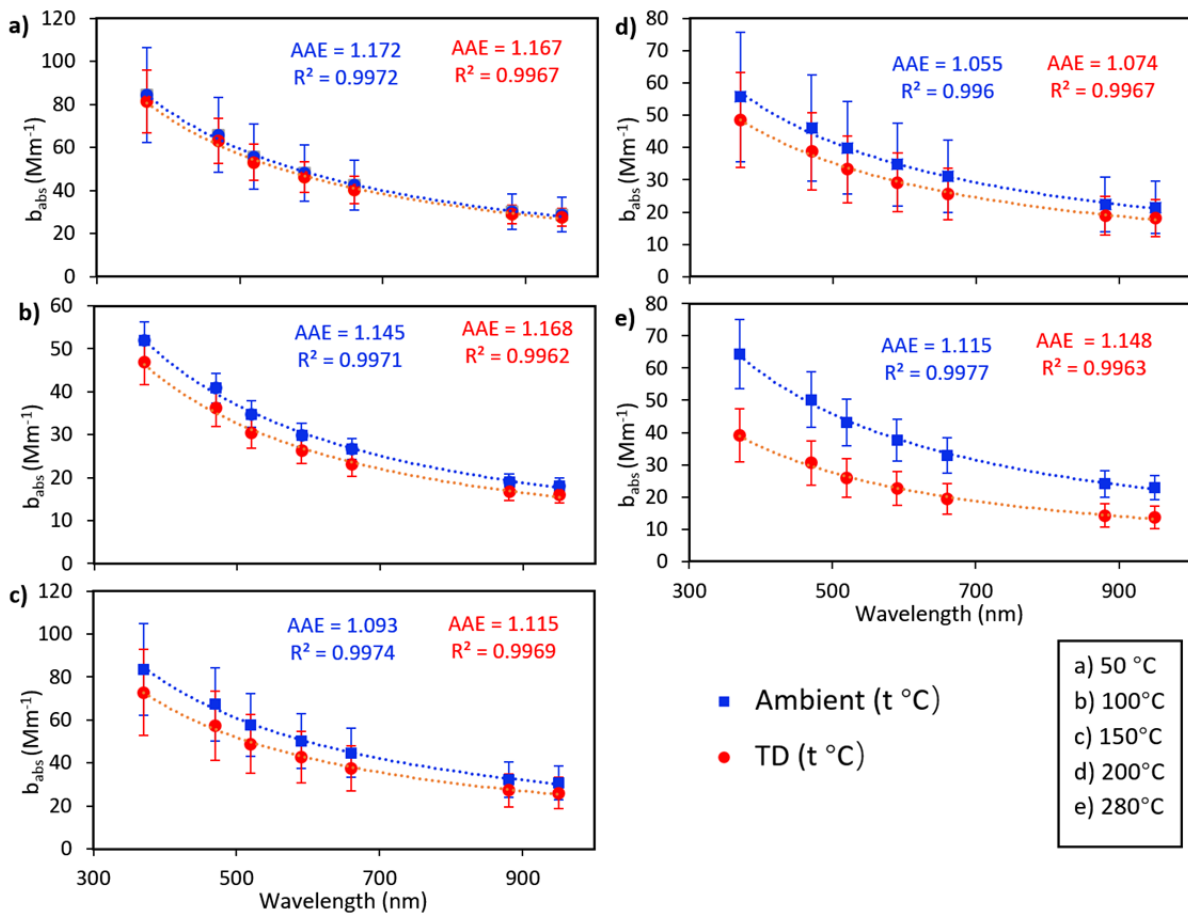 a)
120
100
80
60
40
20
0
b_abs (Mm⁻¹)
AAE = 1.172
R² = 0.9972
AAE = 1.167
R² = 0.9967
b)
60
50
40
30
20
10
0
b_abs (Mm⁻¹)
AAE = 1.145
R² = 0.9971
AAE = 1.168
R² = 0.9962
c)
120
100
80
60
40
20
0
b_abs (Mm⁻¹)
AAE = 1.093
R² = 0.9974
AAE = 1.115
R² = 0.9969
300 500 700 900
Wavelength (nm)
d)
80
70
60
50
40
30
20
10
0
b_abs (Mm⁻¹)
AAE = 1.055
R² = 0.996
AAE = 1.074
R² = 0.9967
e)
80
70
60
50
40
30
20
10
0
b_abs (Mm⁻¹)
AAE = 1.115
R² = 0.9977
AAE = 1.148
R² = 0.9963
300 500 700 900
Wavelength (nm)
Ambient (t °C)
TD (t °C)
a) 50 °C
b) 100°C
c) 150°C
d) 200°C
e) 280°C